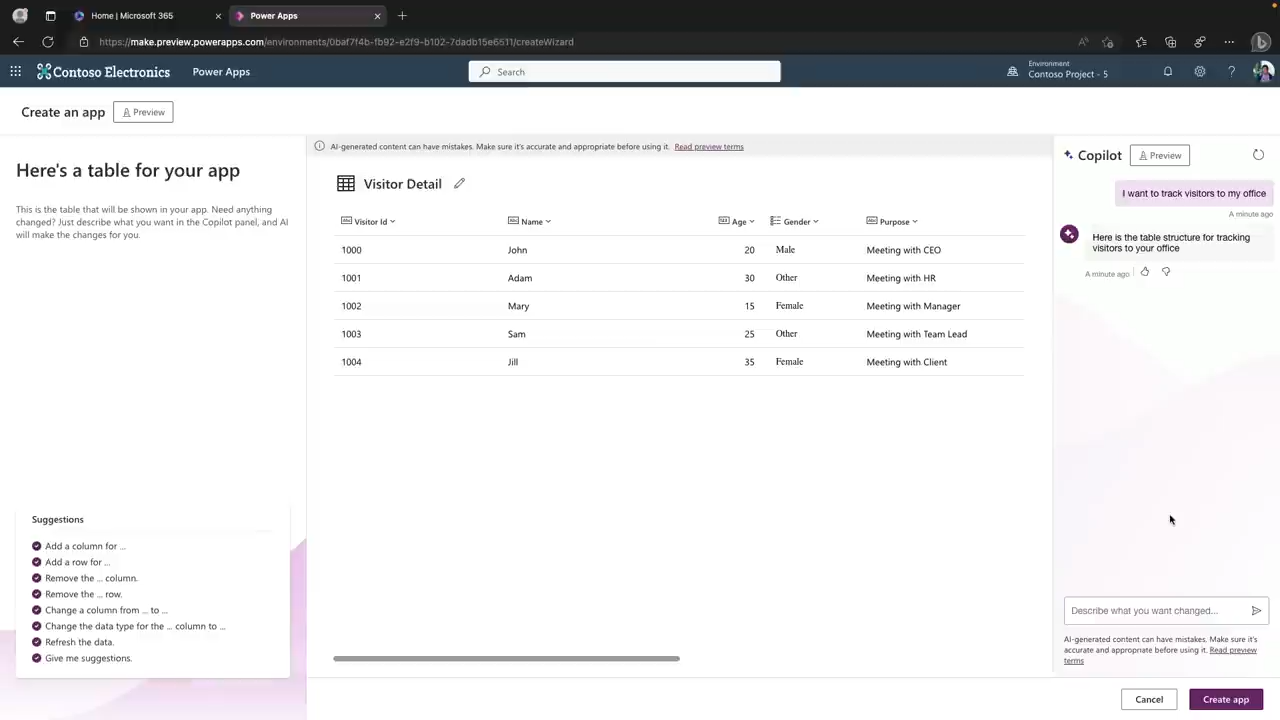 Home | Microsoft 365
Power Apps
https://make.preview.powerapps.com/environments/0baf7f4b-fb92-e2f9-b102-7dadb15e6511/createWizard
Contoso Electronics
Power Apps
Search
Environment
Contoso Project - 5
Create an app
Preview
Here's a table for your app
This is the table that will be shown in your app. Need anything
changed? Just describe what you want in the Copilot panel, and AI
will make the changes for you.
Suggestions
Add a column for ...
Add a row for ...
Remove the ... column.
Remove the ... row.
Change a column from ... to ...
Change the data type for the ... column to ...
Refresh the data.
Give me suggestions.
AI-generated content can have mistakes. Make sure it's accurate and appropriate before using it. Read preview terms
Visitor Detail
Visitor Id Name Age Gender Purpose
1000 John 20 Male Meeting with CEO
1001 Adam 30 Other Meeting with HR
1002 Mary 15 Female Meeting with Manager
1003 Sam 25 Other Meeting with Team Lead
1004 Jill 35 Female Meeting with Client
Copilot
Preview
I want to track visitors to my office
A minute ago
Here is the table structure for tracking
visitors to your office
A minute ago
Describe what you want changed...
AI-generated content can have mistakes. Make sure it's
accurate and appropriate before using it. Read preview
terms
Cancel
Create app